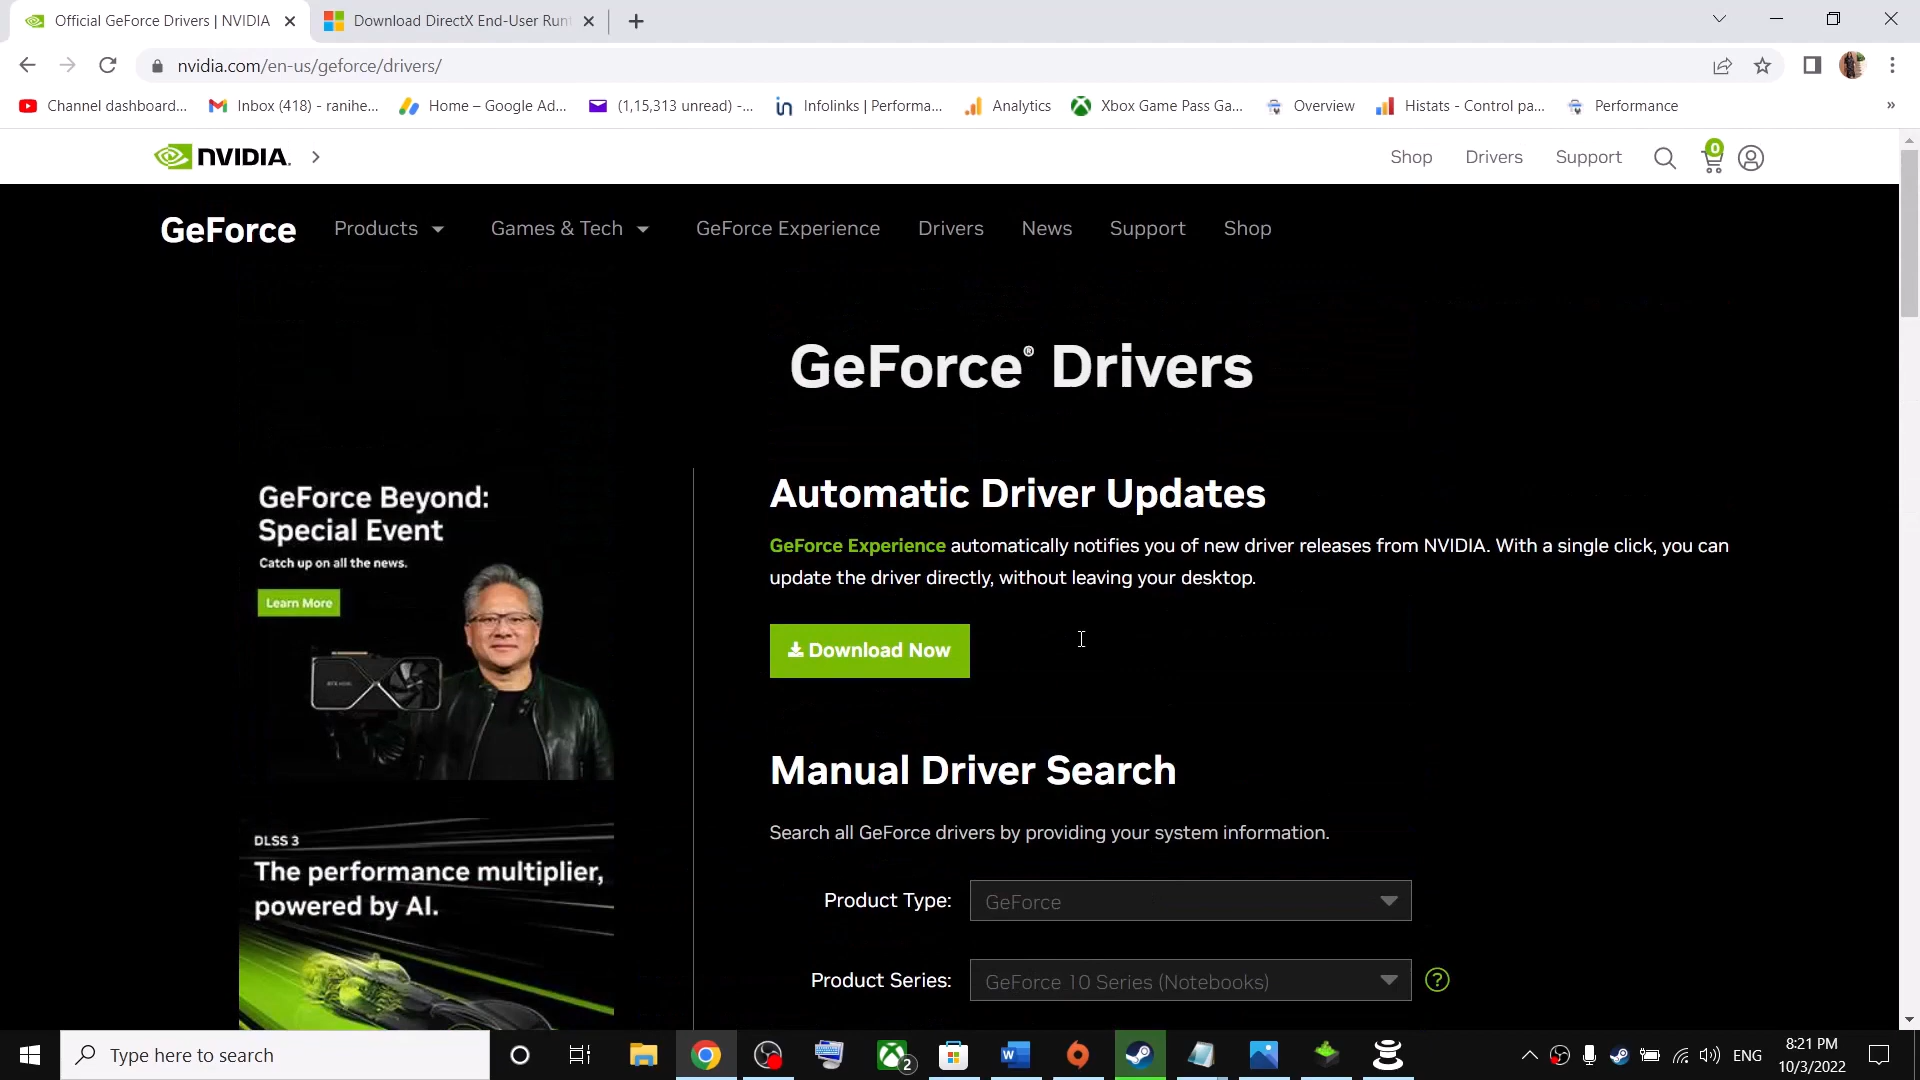 Official GeForce Drivers | NVIDIA
Download DirectX End-User Runt
nvidia.com/en-us/geforce/drivers/
Channel dashboard...
Inbox (418) - ranihe...
Home – Google Ad...
(1,15,313 unread) -...
Infolinks | Performa...
Analytics
Xbox Game Pass Ga...
Overview
Histats - Control pa...
Performance
»
NVIDIA.
Shop
Drivers
Support
0
GeForce
Products
Games & Tech
GeForce Experience
Drivers
News
Support
Shop
GeForce® Drivers
GeForce Beyond:
Special Event
Catch up on all the news.
Learn More
DLSS 3
The performance multiplier,
powered by AI.
Automatic Driver Updates
GeForce Experience automatically notifies you of new driver releases from NVIDIA. With a single click, you can
update the driver directly, without leaving your desktop.
Download Now
Manual Driver Search
Search all GeForce drivers by providing your system information.
Product Type: GeForce
Product Series: GeForce 10 Series (Notebooks) ?
Type here to search
2
ENG
8:21 PM
10/3/2022